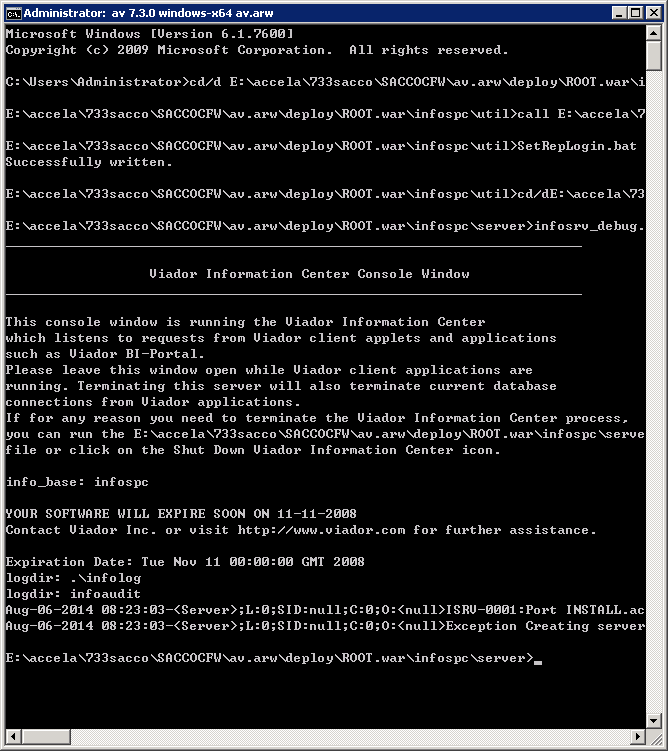 Administrator: av 7.3.0 windows-x64 av.arw
Microsoft Windows [Version 6.1.7600]
Copyright (c) 2009 Microsoft Corporation.  All rights reserved.
C:\Users\Administrator>cd/d E:\accela\733sacco\SACCOCFW\av.arw\deploy\ROOT.war\i
E:\accela\733sacco\SACCOCFW\av.arw\deploy\ROOT.war\infospc\util>call E:\accela\7
E:\accela\733sacco\SACCOCFW\av.arw\deploy\ROOT.war\infospc\util>SetRepLogin.bat
Successfully written.
E:\accela\733sacco\SACCOCFW\av.arw\deploy\ROOT.war\infospc\util>cd/dE:\accela\73
E:\accela\733sacco\SACCOCFW\av.arw\deploy\ROOT.war\infospc\server>infosrv_debug.
Viador Information Center Console Window
This console window is running the Viador Information Center
which listens to requests from Viador client applets and applications
such as Viador BI-Portal.
Please leave this window open while Viador client applications are
running. Terminating this server will also terminate current database
connections from Viador applications.
If for any reason you need to terminate the Viador Information Center process,
you can run the E:\accela\733sacco\SACCOCFW\av.arw\deploy\ROOT.war\infospc\serve
file or click on the Shut Down Viador Information Center icon.
info_base: infospc
YOUR SOFTWARE WILL EXPIRE SOON ON 11-11-2008
Contact Viador Inc. or visit http://www.viador.com for further assistance.
Expiration Date: Tue Nov 11 00:00:00 GMT 2008
logdir: .\infolog
logdir: infoaudit
Aug-06-2014 08:23:03-<Server>;L:0;SID:null;C:0;O:<null>ISRV-0001:Port INSTALL.ac
Aug-06-2014 08:23:03-<Server>;L:0;SID:null;C:0;O:<null>Exception Creating server
E:\accela\733sacco\SACCOCFW\av.arw\deploy\ROOT.war\infospc\server>